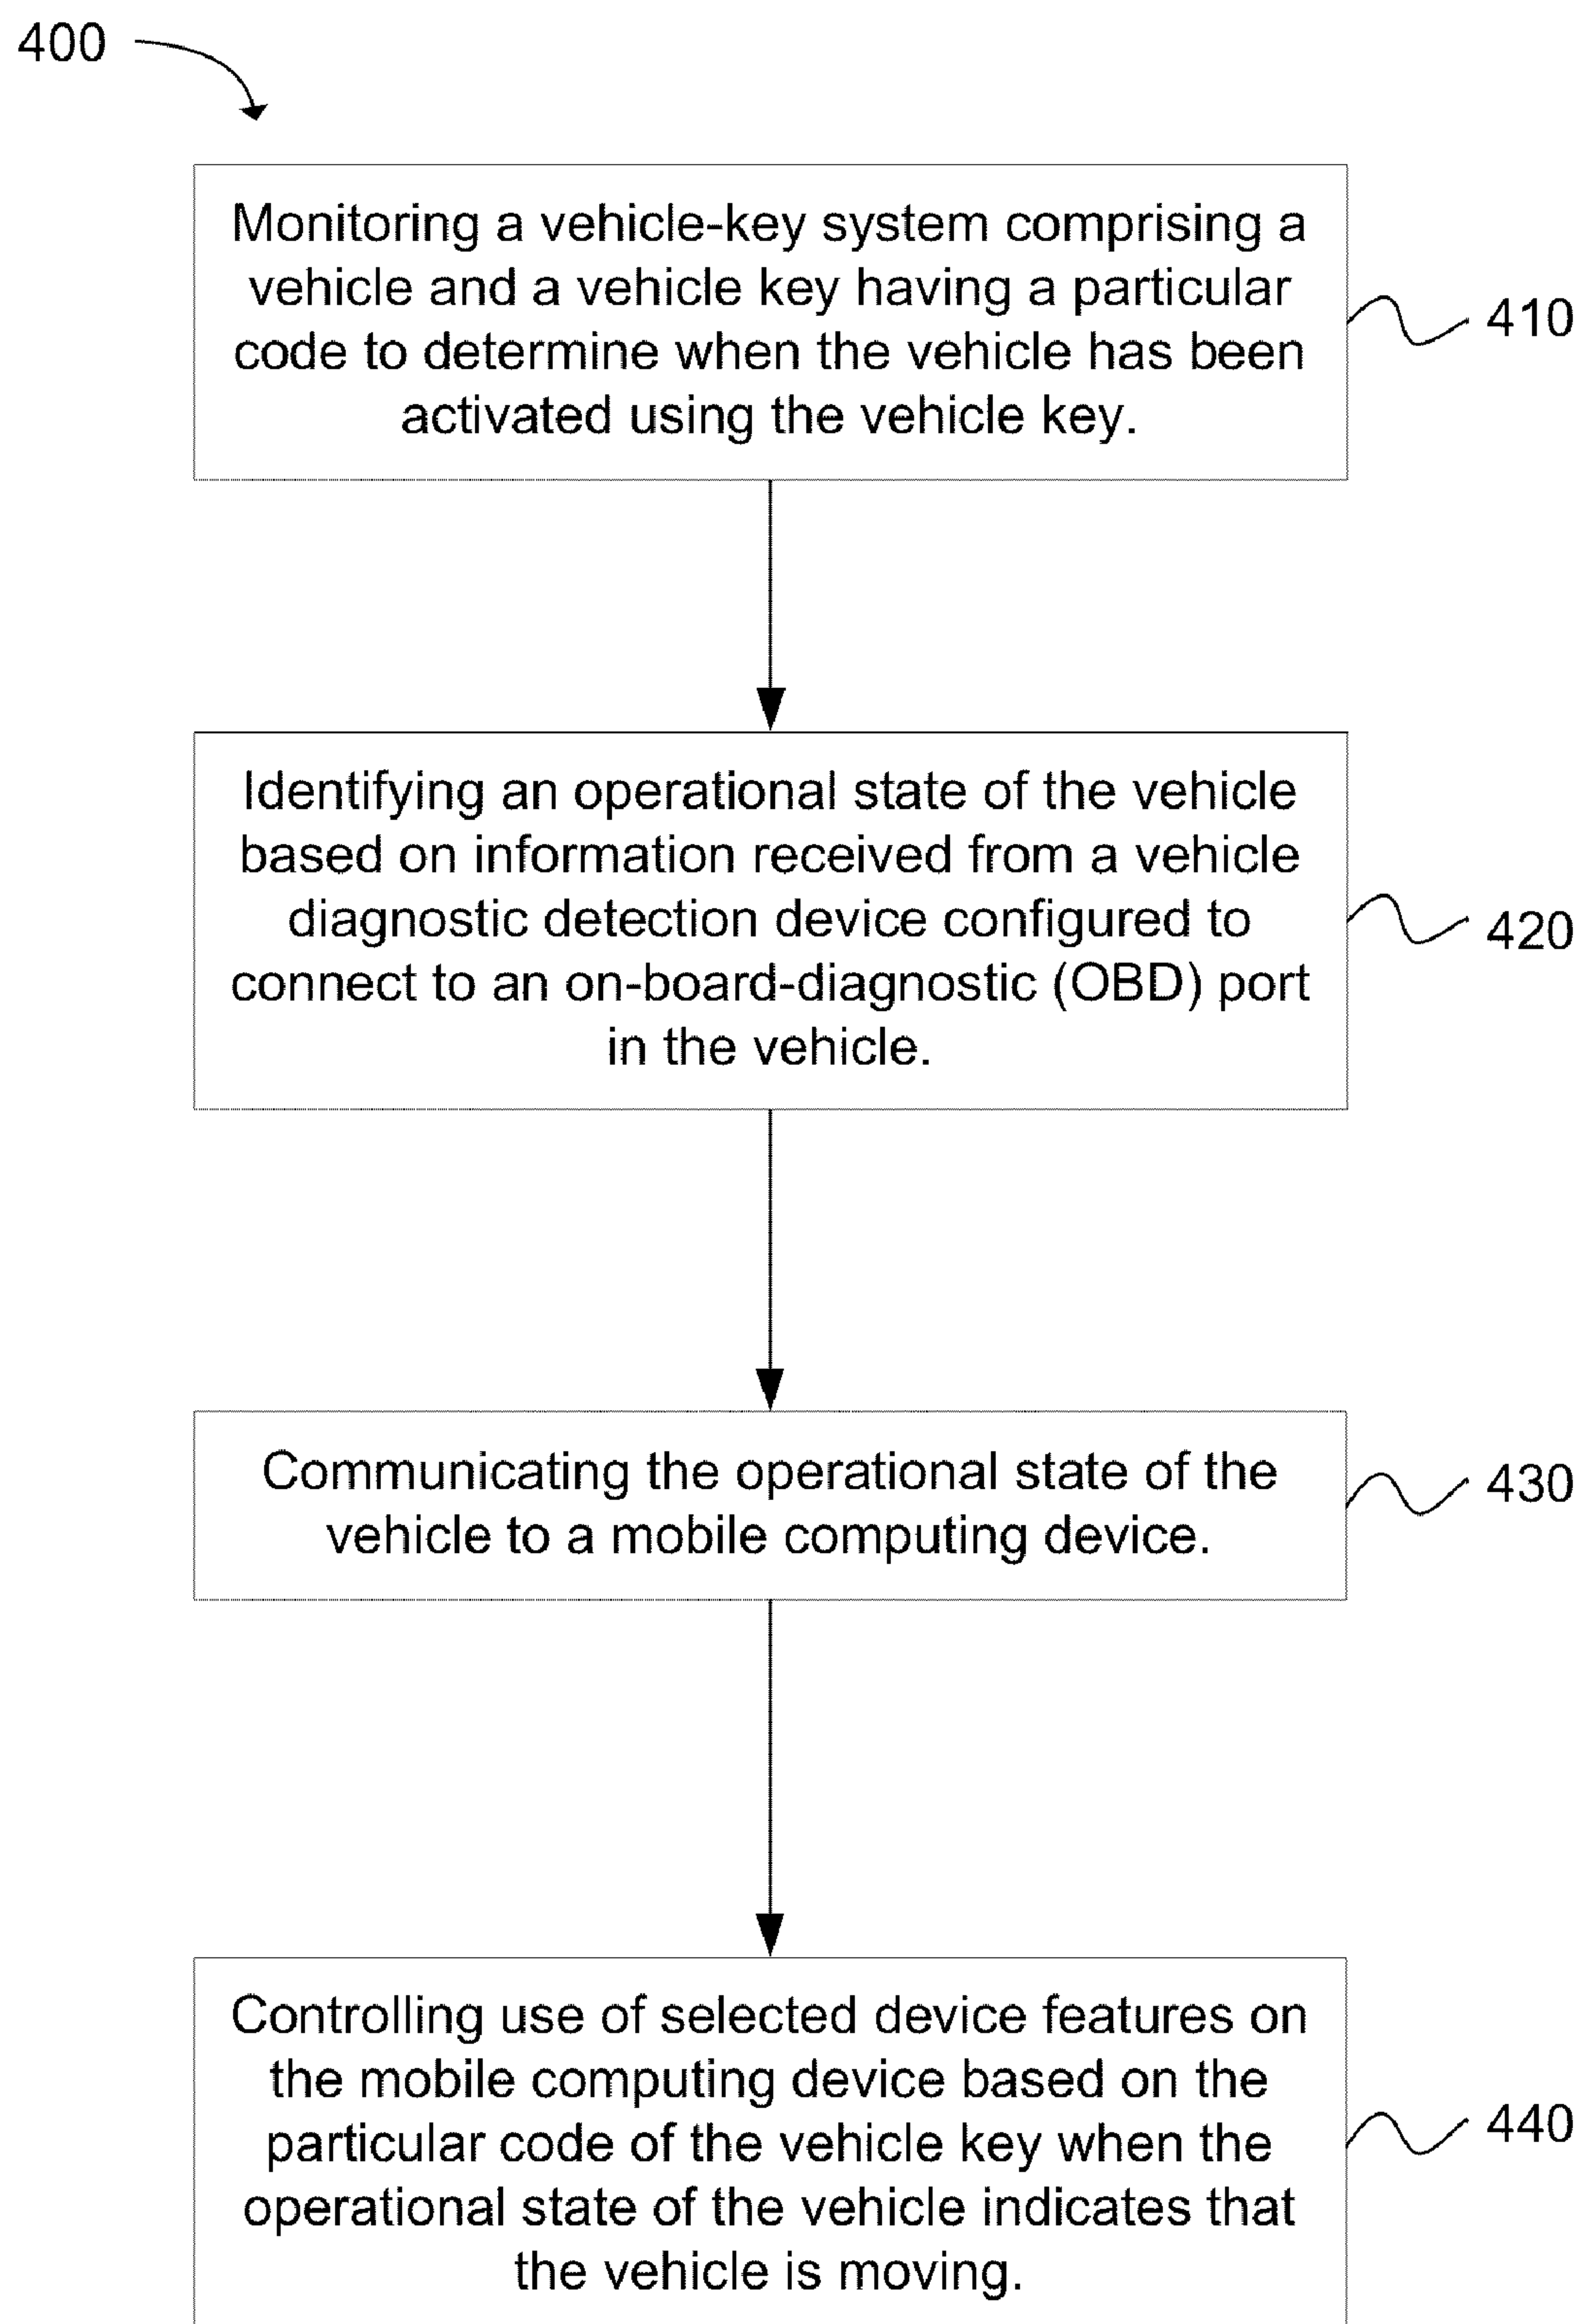 400
Monitoring a vehicle-key system comprising a
vehicle and a vehicle key having a particular
code to determine when the vehicle has been
activated using the vehicle key.
410
Identifying an operational state of the vehicle
based on information received from a vehicle
diagnostic detection device configured to
connect to an on-board-diagnostic (OBD) port
in the vehicle.
420
Communicating the operational state of the
vehicle to a mobile computing device.
430
Controlling use of selected device features on
the mobile computing device based on the
particular code of the vehicle key when the
operational state of the vehicle indicates that
the vehicle is moving.
440